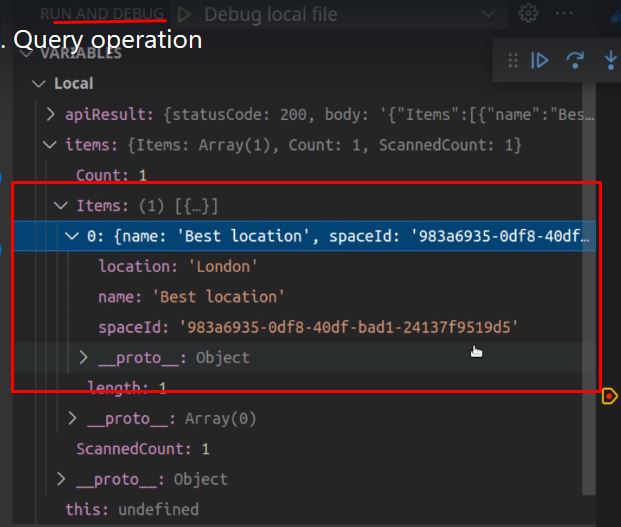 RUN AND DEBUG Debug local file
. Query operation
VARIABLES
Local
apiResult: {statusCode: 200, body: '{"Items":[{"name":"Bes…
items: {Items: Array(1), Count: 1, ScannedCount: 1}
Count: 1
Items: (1) [{…}]
0: {name: 'Best location', spaceId: '983a6935-0df8-40df…
location: 'London'
name: 'Best location'
spaceId: '983a6935-0df8-40df-bad1-24137f9519d5'
__proto__: Object
length: 1
__proto__: Array(0)
ScannedCount: 1
__proto__: Object
this: undefined